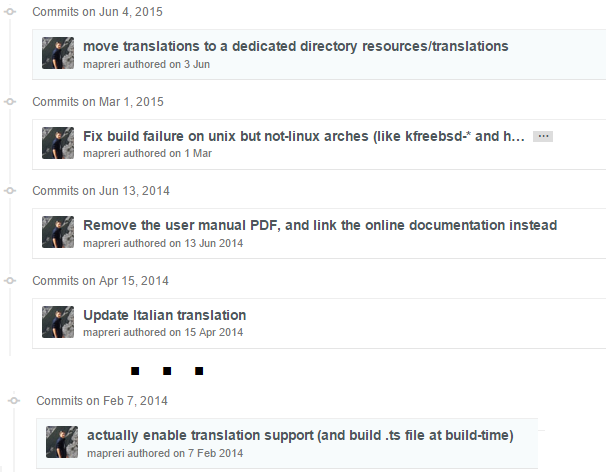 Commits on Jun 4, 2015
move translations to a dedicated directory resources/translations
mapreri authored on 3 Jun
Commits on Mar 1, 2015
Fix build failure on unix but not-linux arches (like kfreebsd-* and h… …
mapreri authored on 1 Mar
Commits on Jun 13, 2014
Remove the user manual PDF, and link the online documentation instead
mapreri authored on 13 Jun 2014
Commits on Apr 15, 2014
Update Italian translation
mapreri authored on 15 Apr 2014
Commits on Feb 7, 2014
actually enable translation support (and build .ts file at build-time)
mapreri authored on 7 Feb 2014